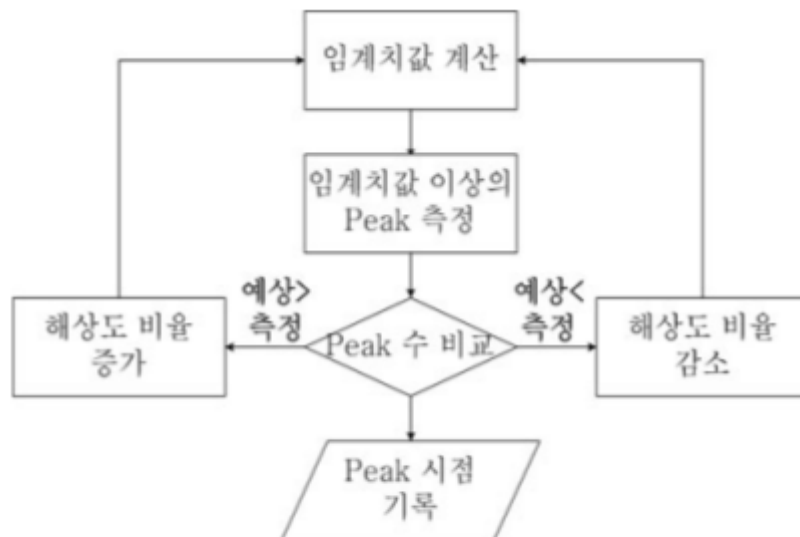 임계치값 계산
임계치값 이상의
Peak 측정
예상>
측정
예상<
측정
해상도 비율
증가
Peak 수 비교
해상도 비율
감소
Peak 시점
기록